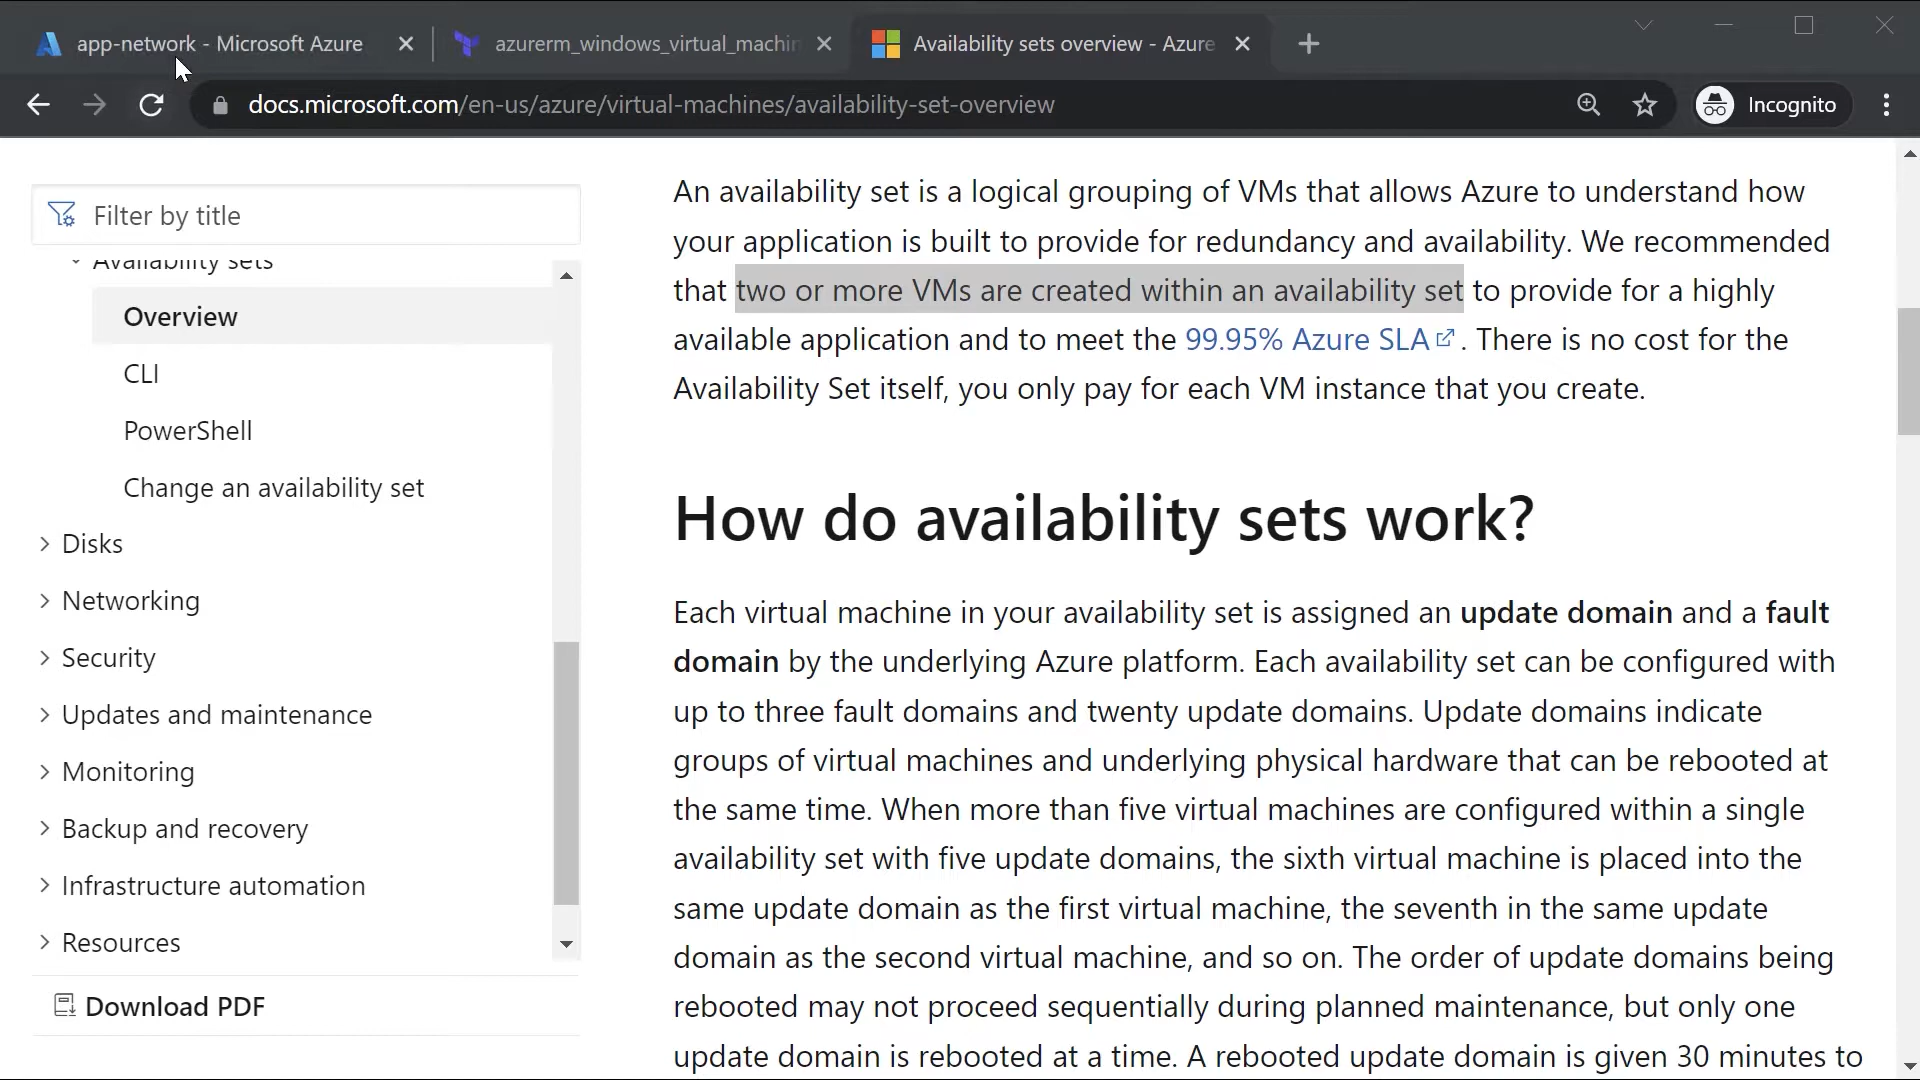 app-network - Microsoft Azure
azurerm_windows_virtual_machin
Availability sets overview - Azure
docs.microsoft.com/en-us/azure/virtual-machines/availability-set-overview
Incognito
Filter by title
Availability sets
Overview
CLI
PowerShell
Change an availability set
Disks
Networking
Security
Updates and maintenance
Monitoring
Backup and recovery
Infrastructure automation
Resources
Download PDF
An availability set is a logical grouping of VMs that allows Azure to understand how
your application is built to provide for redundancy and availability. We recommended
that two or more VMs are created within an availability set to provide for a highly
available application and to meet the 99.95% Azure SLA. There is no cost for the
Availability Set itself, you only pay for each VM instance that you create.
How do availability sets work?
Each virtual machine in your availability set is assigned an update domain and a fault
domain by the underlying Azure platform. Each availability set can be configured with
up to three fault domains and twenty update domains. Update domains indicate
groups of virtual machines and underlying physical hardware that can be rebooted at
the same time. When more than five virtual machines are configured within a single
availability set with five update domains, the sixth virtual machine is placed into the
same update domain as the first virtual machine, the seventh in the same update
domain as the second virtual machine, and so on. The order of update domains being
rebooted may not proceed sequentially during planned maintenance, but only one
update domain is rebooted at a time. A rebooted update domain is given 30 minutes to